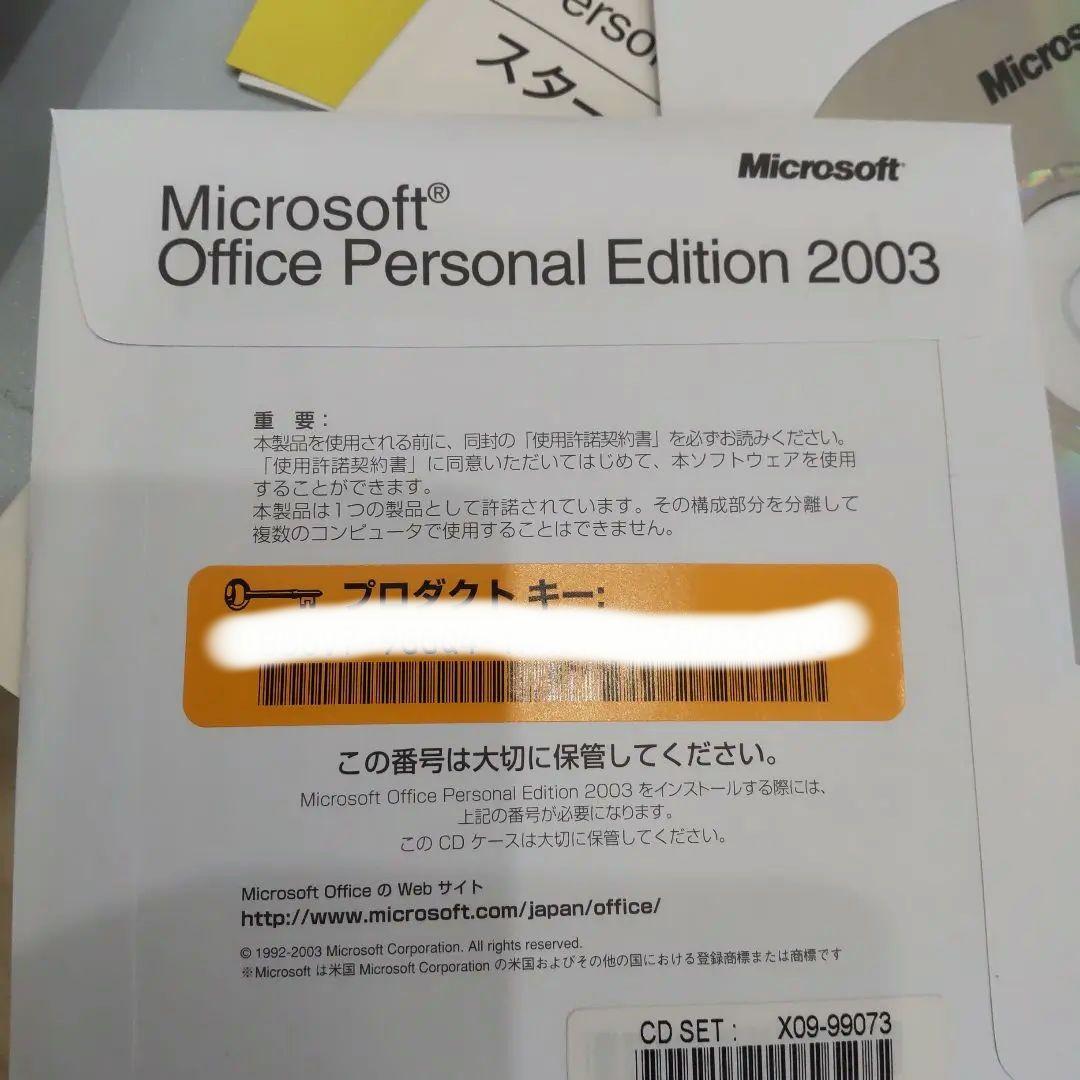 スター
Microsoft
Microsoft
Microsoft®
Office Personal Edition 2003
重 要：
本製品を使用される前に、同封の「使用許諾契約書」を必ずお読みください。
「使用許諾契約書」に同意いただいてはじめて、本ソフトウェアを使用
することができます。
本製品は1つの製品として許諾されています。その構成部分を分離して
複数のコンピュータで使用することはできません。
プロダクト キー:
この番号は大切に保管してください。
Microsoft Office Personal Edition 2003 をインストールする際には、
上記の番号が必要になります。
この CD ケースは大切に保管してください。
Microsoft Office の Web サイト
http://www.microsoft.com/japan/office/
© 1992-2003 Microsoft Corporation. All rights reserved.
※Microsoft は米国 Microsoft Corporation の米国およびその他の国における登録商標または商標です
CD SET : X09-99073